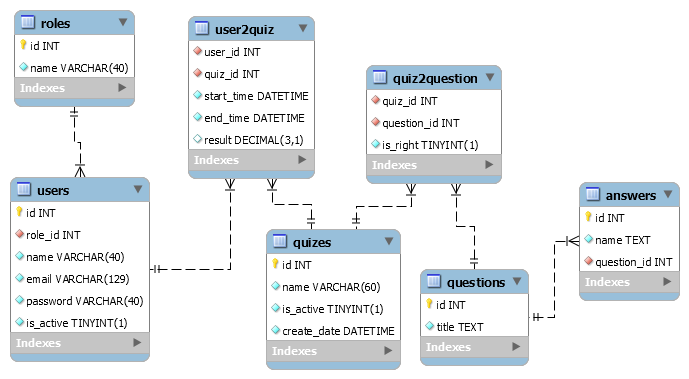 roles
id INT
name VARCHAR(40)
Indexes
user2quiz
user_id INT
quiz_id INT
start_time DATETIME
end_time DATETIME
result DECIMAL(3,1)
Indexes
quiz2question
quiz_id INT
question_id INT
is_right TINYINT(1)
Indexes
users
id INT
role_id INT
name VARCHAR(40)
email VARCHAR(129)
password VARCHAR(40)
is_active TINYINT(1)
Indexes
quizes
id INT
name VARCHAR(60)
is_active TINYINT(1)
create_date DATETIME
Indexes
questions
id INT
title TEXT
Indexes
answers
id INT
name TEXT
question_id INT
Indexes